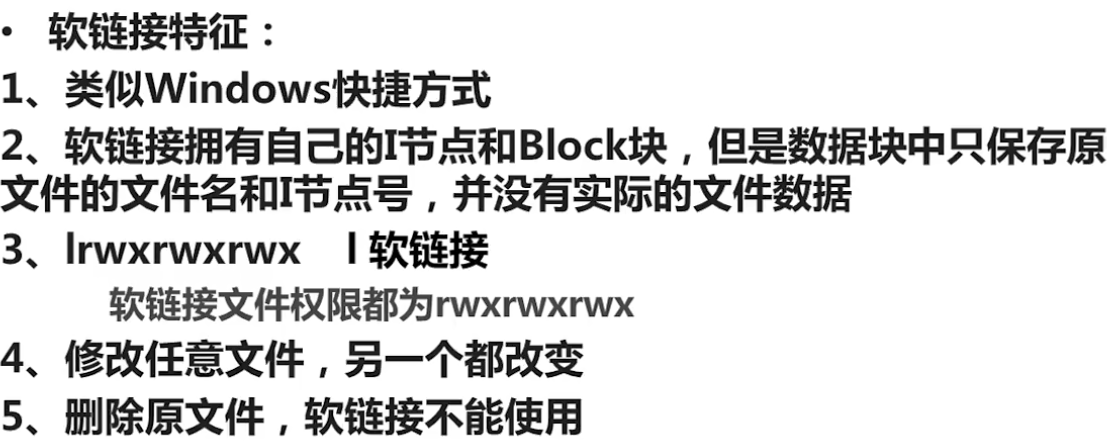 • 软链接特征：
1、类似Windows快捷方式
2、软链接拥有自己的I节点和Block块，但是数据块中只保存原
文件的文件名和I节点号，并没有实际的文件数据
3、lrwxrwxrwx l 软链接
软链接文件权限都为rwxrwxrwx
4、修改任意文件，另一个都改变
5、删除原文件，软链接不能使用